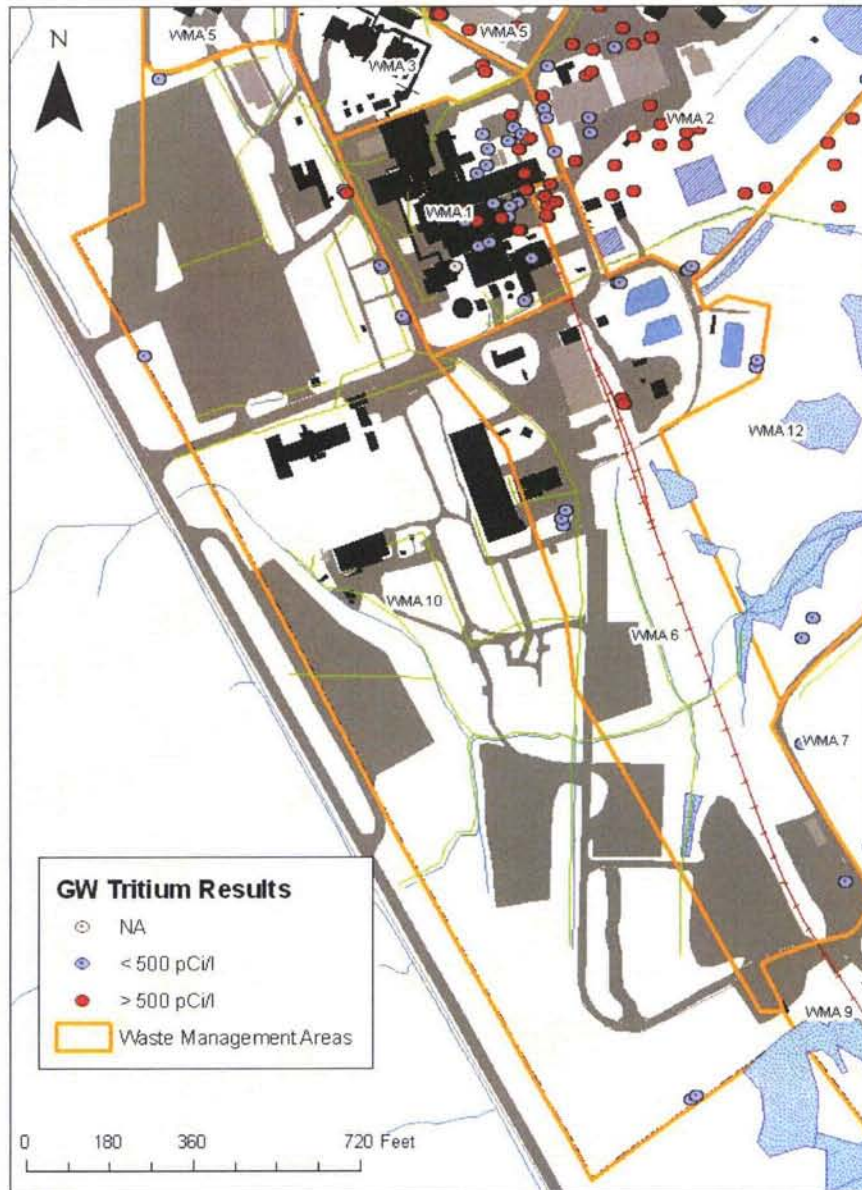 N
WMA 5
WMA 5
WMA 3
WMA 2
WMA 1
WMA 12
WMA 10
WMA 6
WMA 7
GW Tritium Results
NA
< 500 pCi/l
> 500 pCi/l
Waste Management Areas
WMA 9
0 180 360 720 Feet